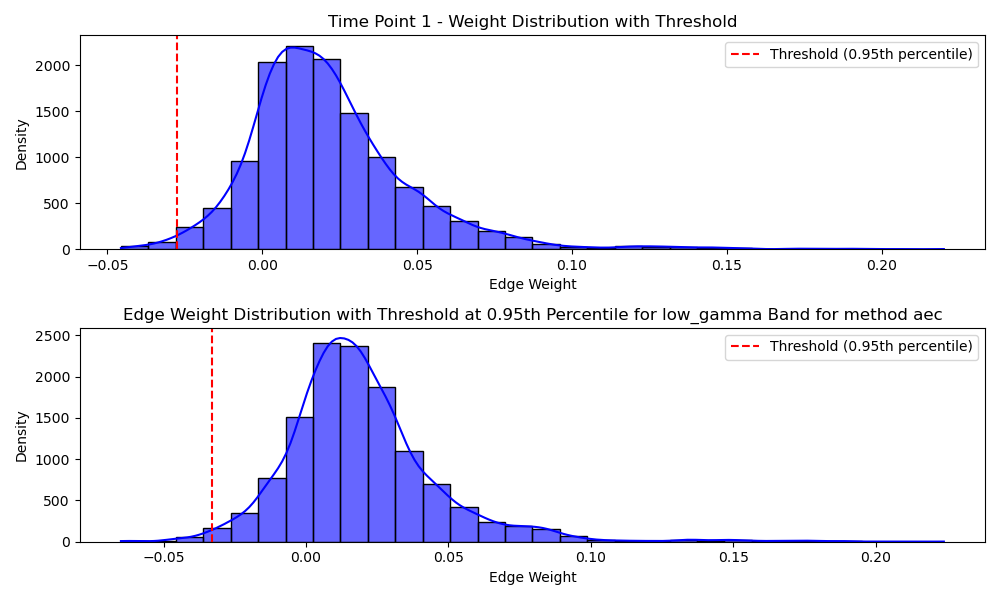 Time Point 1 - Weight Distribution with Threshold
Density
2000
1500
1000
500
0
Threshold (0.95th percentile)
−0.05
0.00
0.05
0.10
0.15
0.20
Edge Weight
Edge Weight Distribution with Threshold at 0.95th Percentile for low_gamma Band for method aec
Density
2500
2000
1500
1000
500
0
Threshold (0.95th percentile)
−0.05
0.00
0.05
0.10
0.15
0.20
Edge Weight